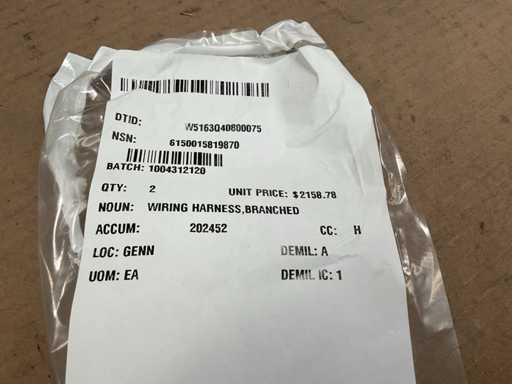 DTID: W5163Q40800075
NSN: 6150015819870
BATCH: 1004312120
QTY: 2 UNIT PRICE: $2158.78
NOUN: WIRING HARNESS,BRANCHED
ACCUM: 202452 CC: H
LOC: GENN DEMIL: A
UOM: EA DEMIL IC: 1